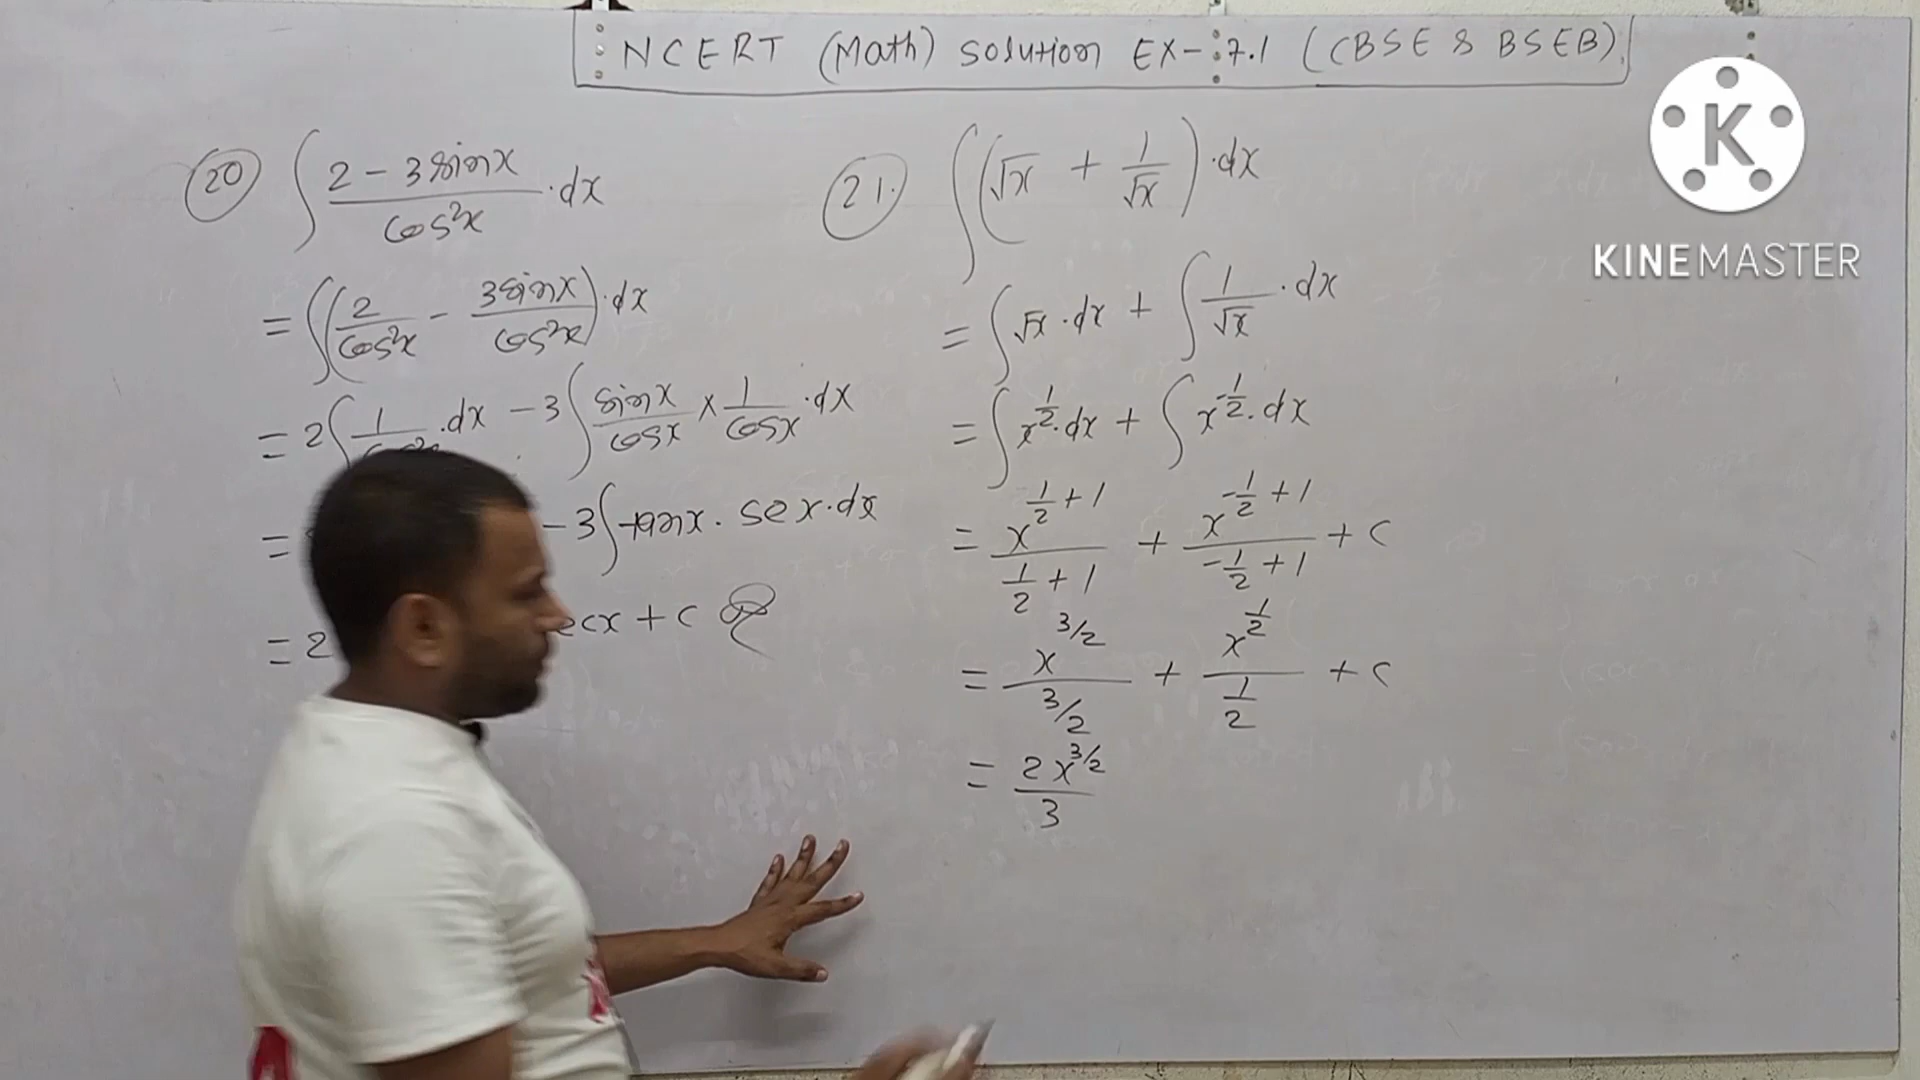 NCERT (Math) Solution EX-7.1 (CBSE & BSEB)
K
KINEMASTER
(20) ∫ (2 - 3sinx)/(cos²x) · dx
= ∫(2/cos²x - 3sinx/cos²x) · dx
= 2∫ 1/cos² · dx - 3∫ sinx/cosx × 1/cosx · dx
= - 3∫ tanx · secx · dx
= 2 ecx + c
(21.) ∫(√x + 1/√x) · dx
= ∫√x · dx + ∫ 1/√x · dx
= ∫x^(1/2) · dx + ∫x^(-1/2) · dx
= x^(1/2 + 1)/(1/2 + 1) + x^(-1/2 + 1)/(-1/2 + 1) + c
= x^(3/2)/(3/2) + x^(1/2)/(1/2) + c
= 2x^(3/2)/3